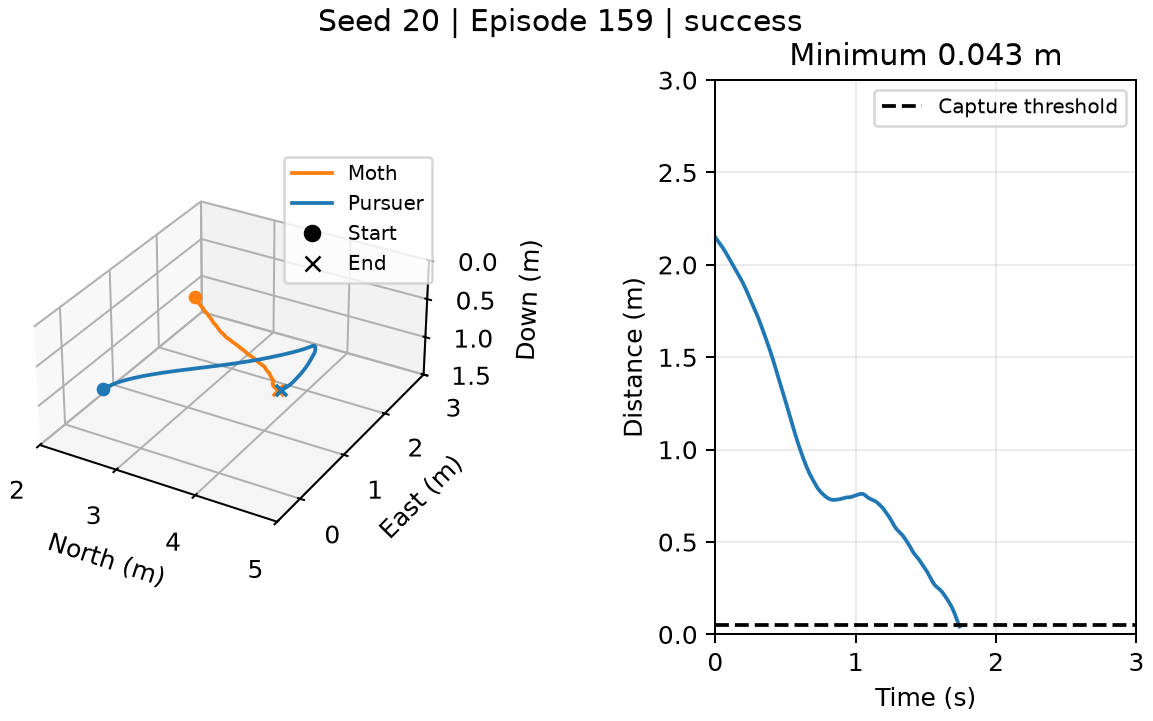 Seed 20 | Episode 159 | success
Moth
Pursuer
Start
End
0.0
0.5
1.0
1.5
Down (m)
3
2
1
0
East (m)
2
3
4
5
North (m)
Minimum 0.043 m
Capture threshold
3.0
2.5
2.0
1.5
1.0
0.5
0.0
Distance (m)
0
1
2
3
Time (s)